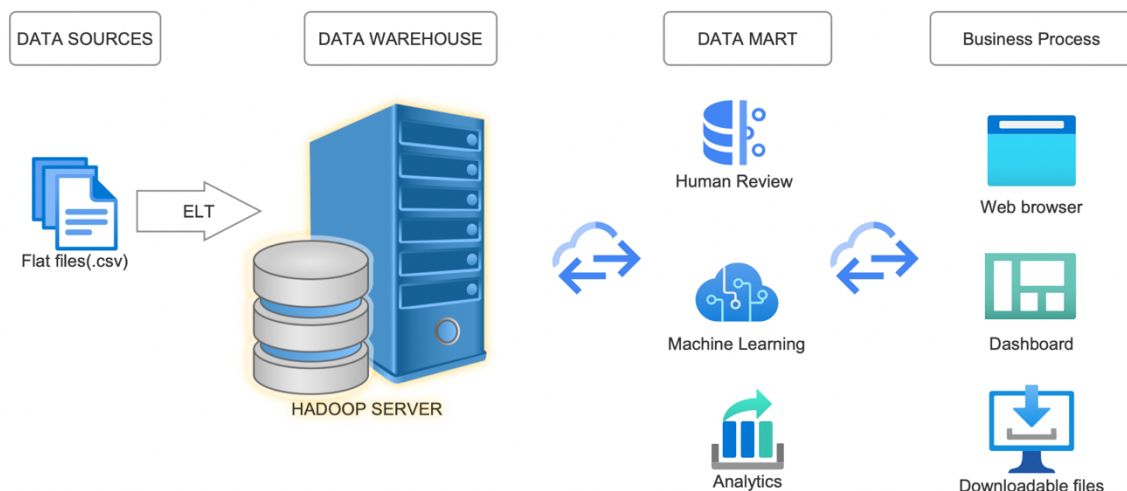 DATA SOURCES
DATA WAREHOUSE
DATA MART
Business Process
Flat files(.csv)
ELT
HADOOP SERVER
Human Review
Machine Learning
Analytics
Web browser
Dashboard
Downloadable files